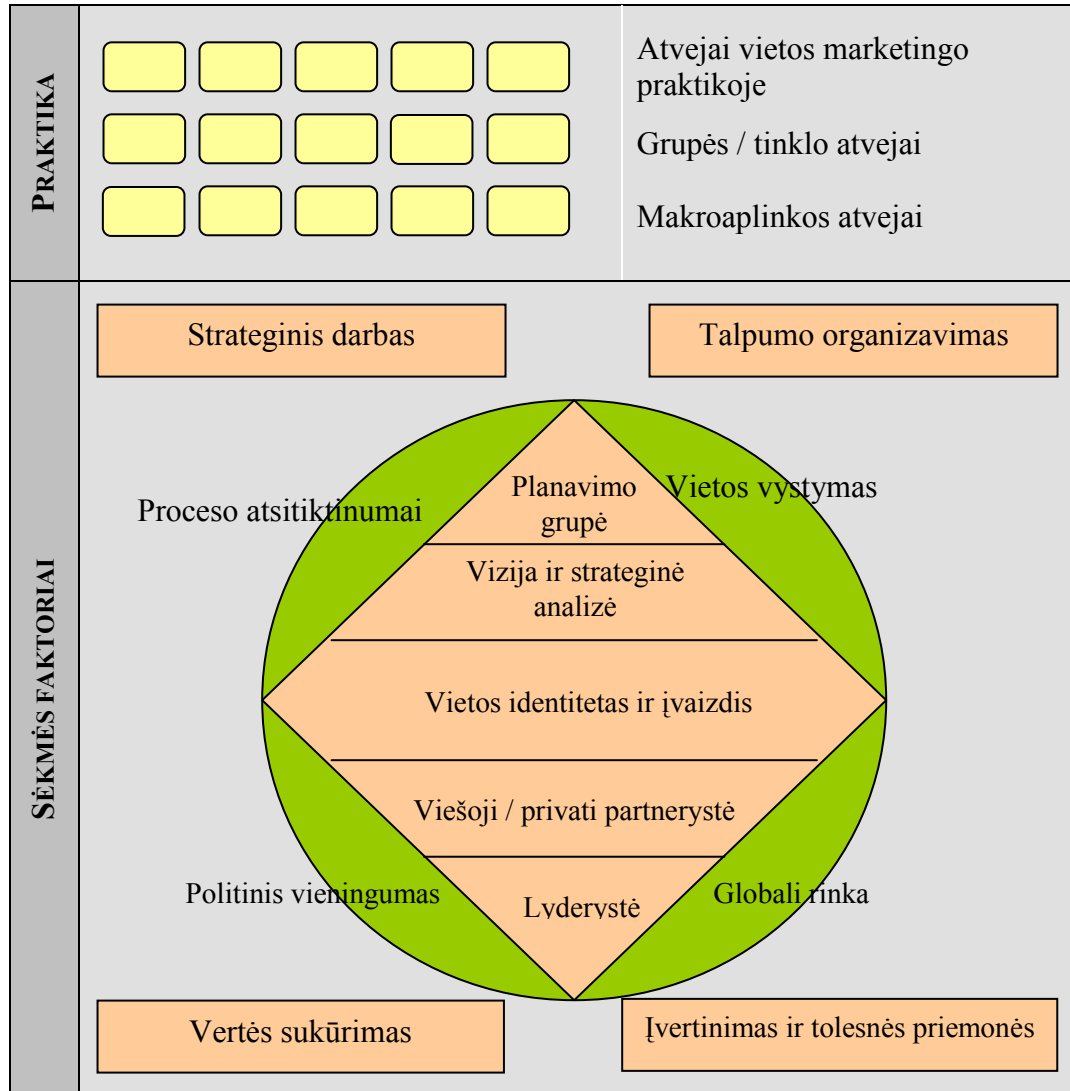 PRAKTIKA
Atvejai vietos marketingo
praktikoje
Grupės / tinklo atvejai
Makroaplinkos atvejai
SĖKMĖS FAKTORIAI
Strateginis darbas
Talpumo organizavimas
Planavimo
grupė
Proceso atsitiktinumai
Vietos vystymas
Vizija ir strateginė
analizė
Vietos identitetas ir įvaizdis
Viešoji / privati partnerystė
Politinis vieningumas
Lyderystė
Globali rinka
Vertės sukūrimas
Įvertinimas ir tolesnės priemonės